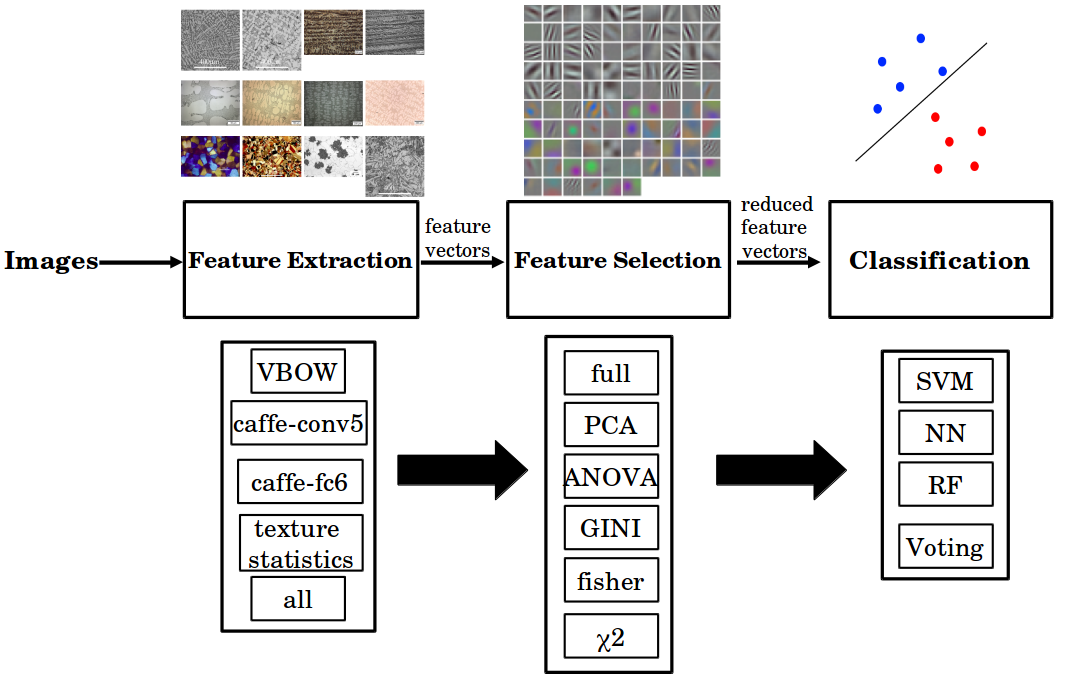 Images
Feature Extraction
feature
vectors
Feature Selection
reduced
feature
vectors
Classification
VBOW
caffe-conv5
caffe-fc6
texture
statistics
all
full
PCA
ANOVA
GINI
fisher
χ2
SVM
NN
RF
Voting